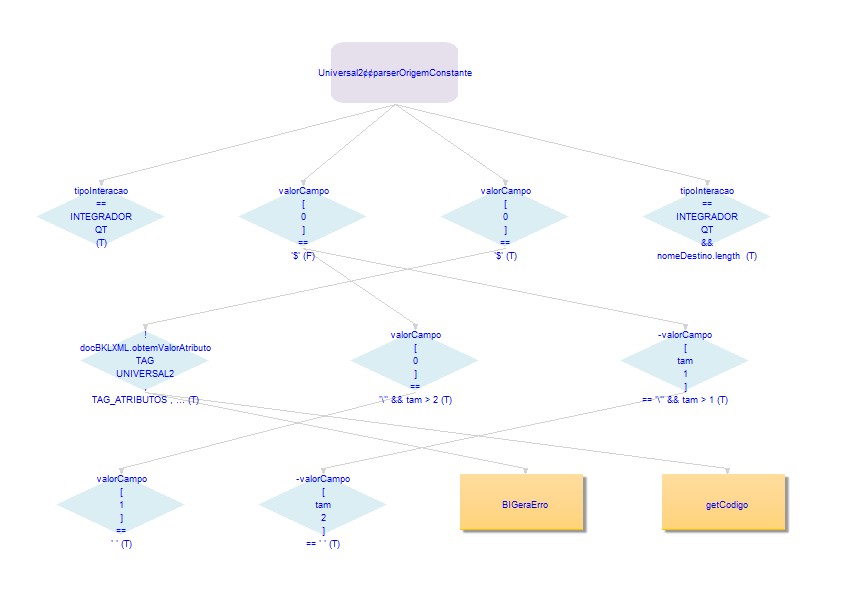 Universal2¢¢parserOrigemConstante
tipoInteracao
==
INTEGRADOR
QT
(T)
valorCampo
[
0
]
==
'$' (F)
valorCampo
[
0
]
==
'$' (T)
tipoInteracao
==
INTEGRADOR
QT
&&
nomeDestino.length  (T)
!
docBKLXML.obtemValorAtributo
TAG
UNIVERSAL2
,
TAG_ATRIBUTOS , ... (T)
valorCampo
[
0
]
==
'\'' && tam > 2 (T)
-valorCampo
[
tam
1
]
== '\'' && tam > 1 (T)
valorCampo
[
1
]
==
' ' (T)
-valorCampo
[
tam
2
]
== ' ' (T)
BIGeraErro
getCodigo